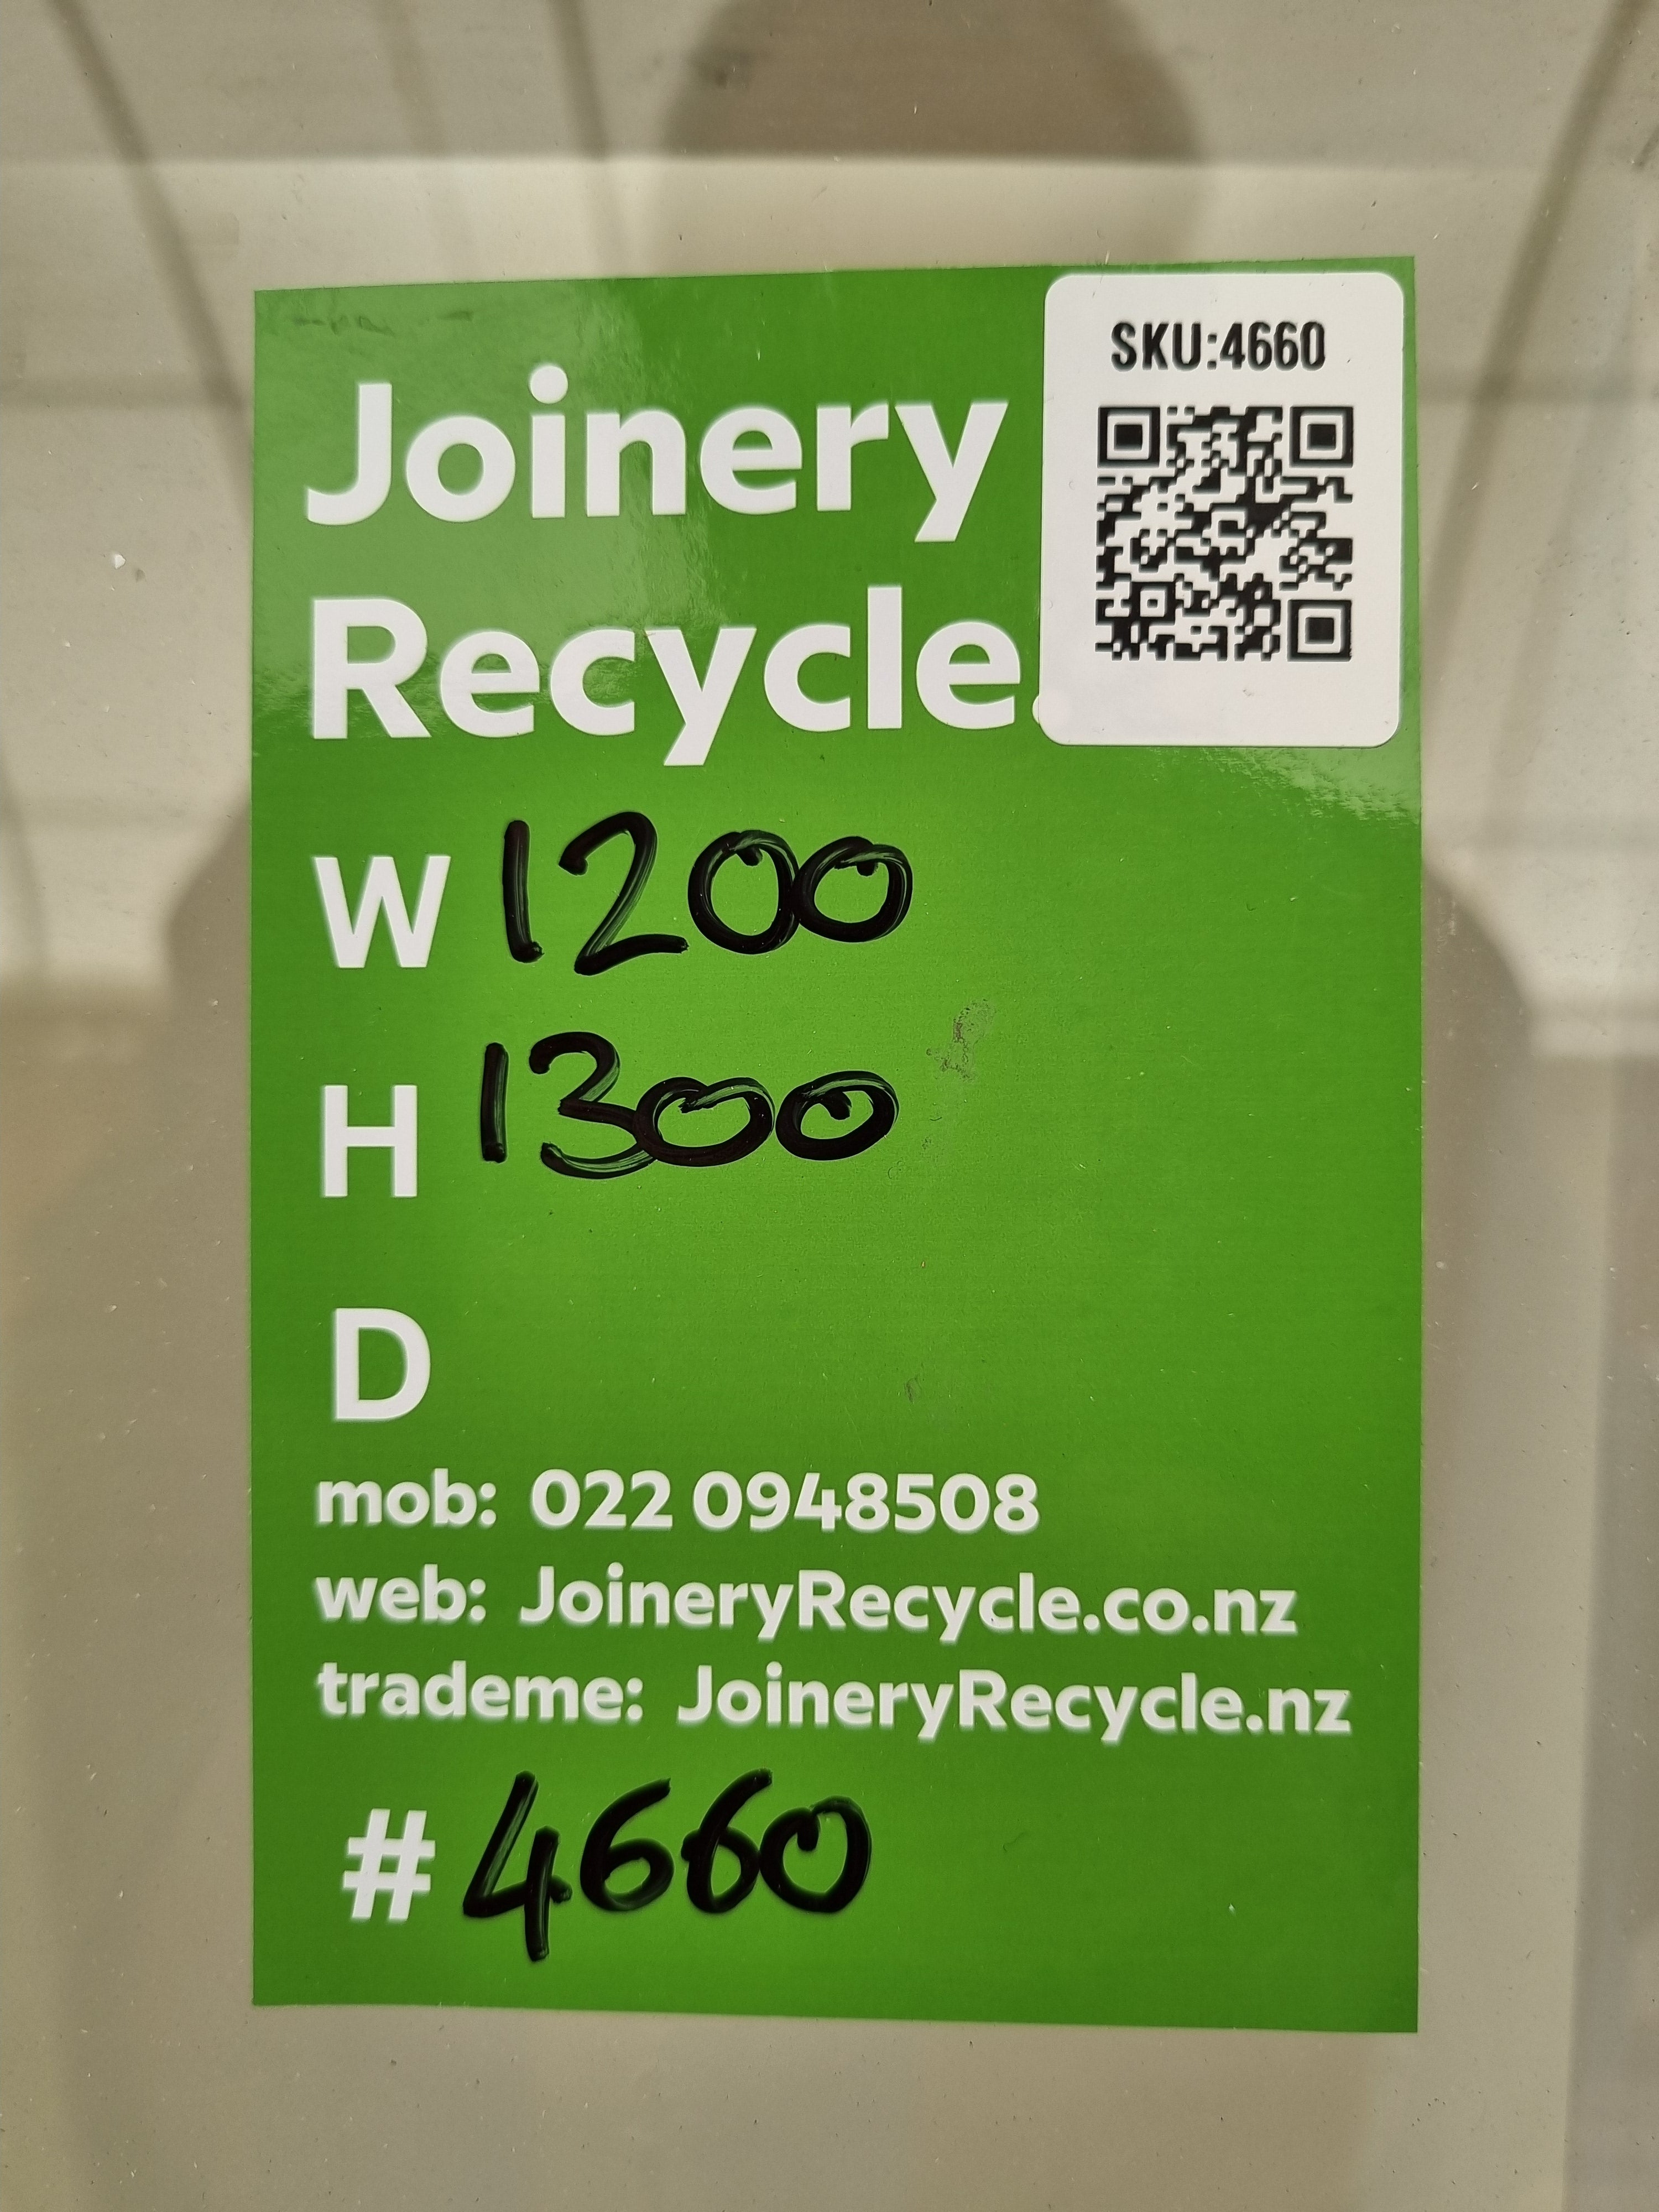 SKU:4660
Joinery
Recycle.
W 1200
H 1300
D
mob: 022 0948508
web: JoineryRecycle.co.nz
trademe: JoineryRecycle.nz
# 4660